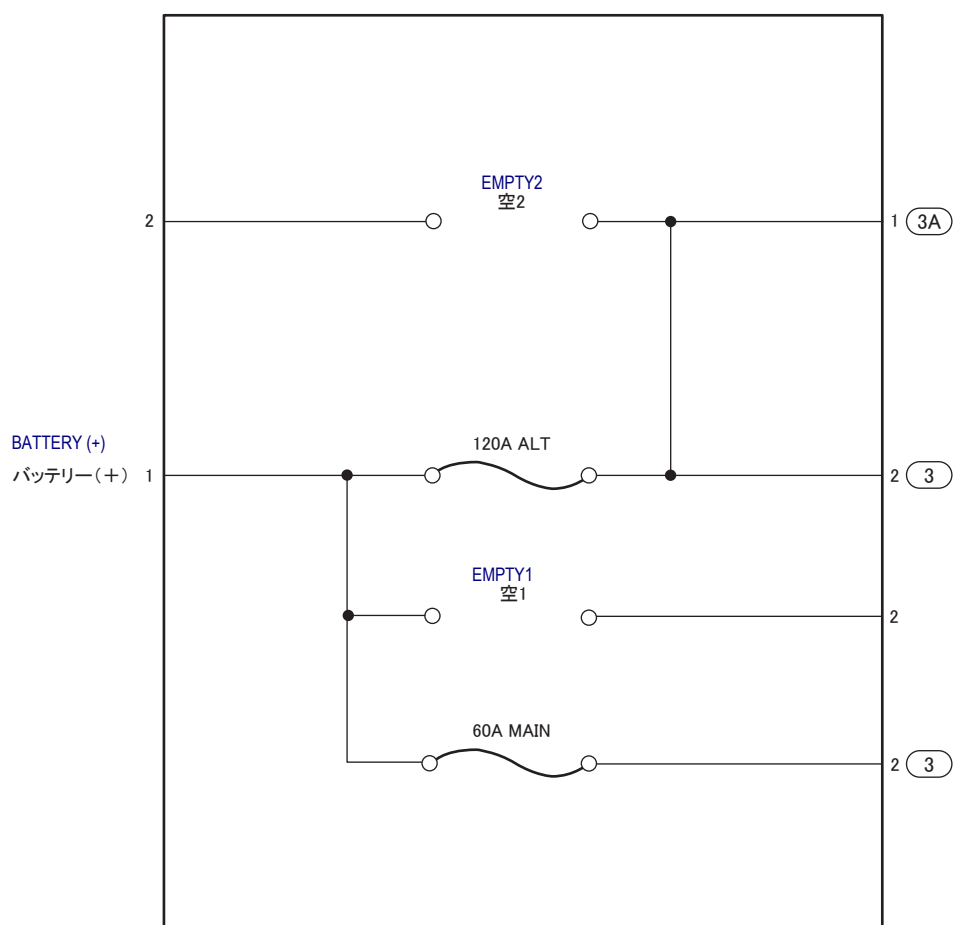 EMPTY2
空2
2
1 3A
BATTERY (+)
バッテリー(+) 1
120A ALT
2 3
EMPTY1
空1
2
60A MAIN
2 3